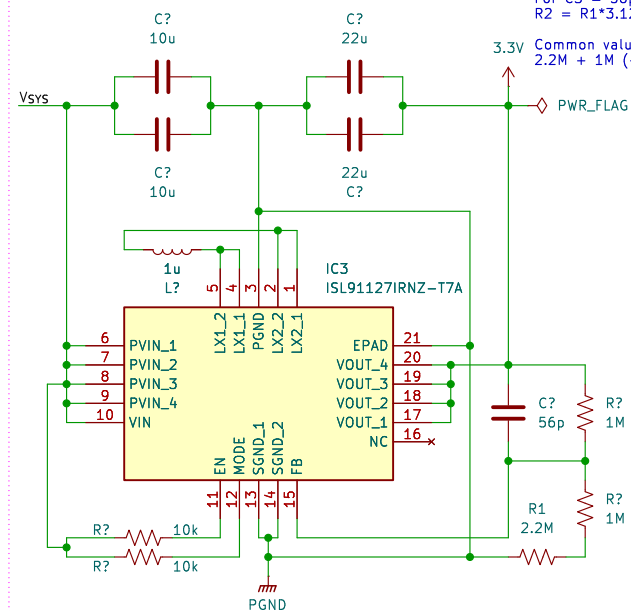 R2 = R1*3.12
C? C?
10u 22u
3.3V
Common valu
2.2M + 1M (
VSYS
PWR_FLAG
C? 22u
10u C?
1u
L?
IC3
ISL91127IRNZ-T7A
5 4 3 2 1
LX1_2 LX1_1 PGND LX2_2 LX2_1
6 PVIN_1 EPAD 21
7 PVIN_2 VOUT_4 20
8 PVIN_3 VOUT_3 19
9 PVIN_4 VOUT_2 18
10 VIN VOUT_1 17
NC 16
C? R?
56p 1M
EN MODE SGND_1 SGND_2 FB
11 12 13 14 15
R?
1M
R1
2.2M
R? 10k
R? 10k
PGND